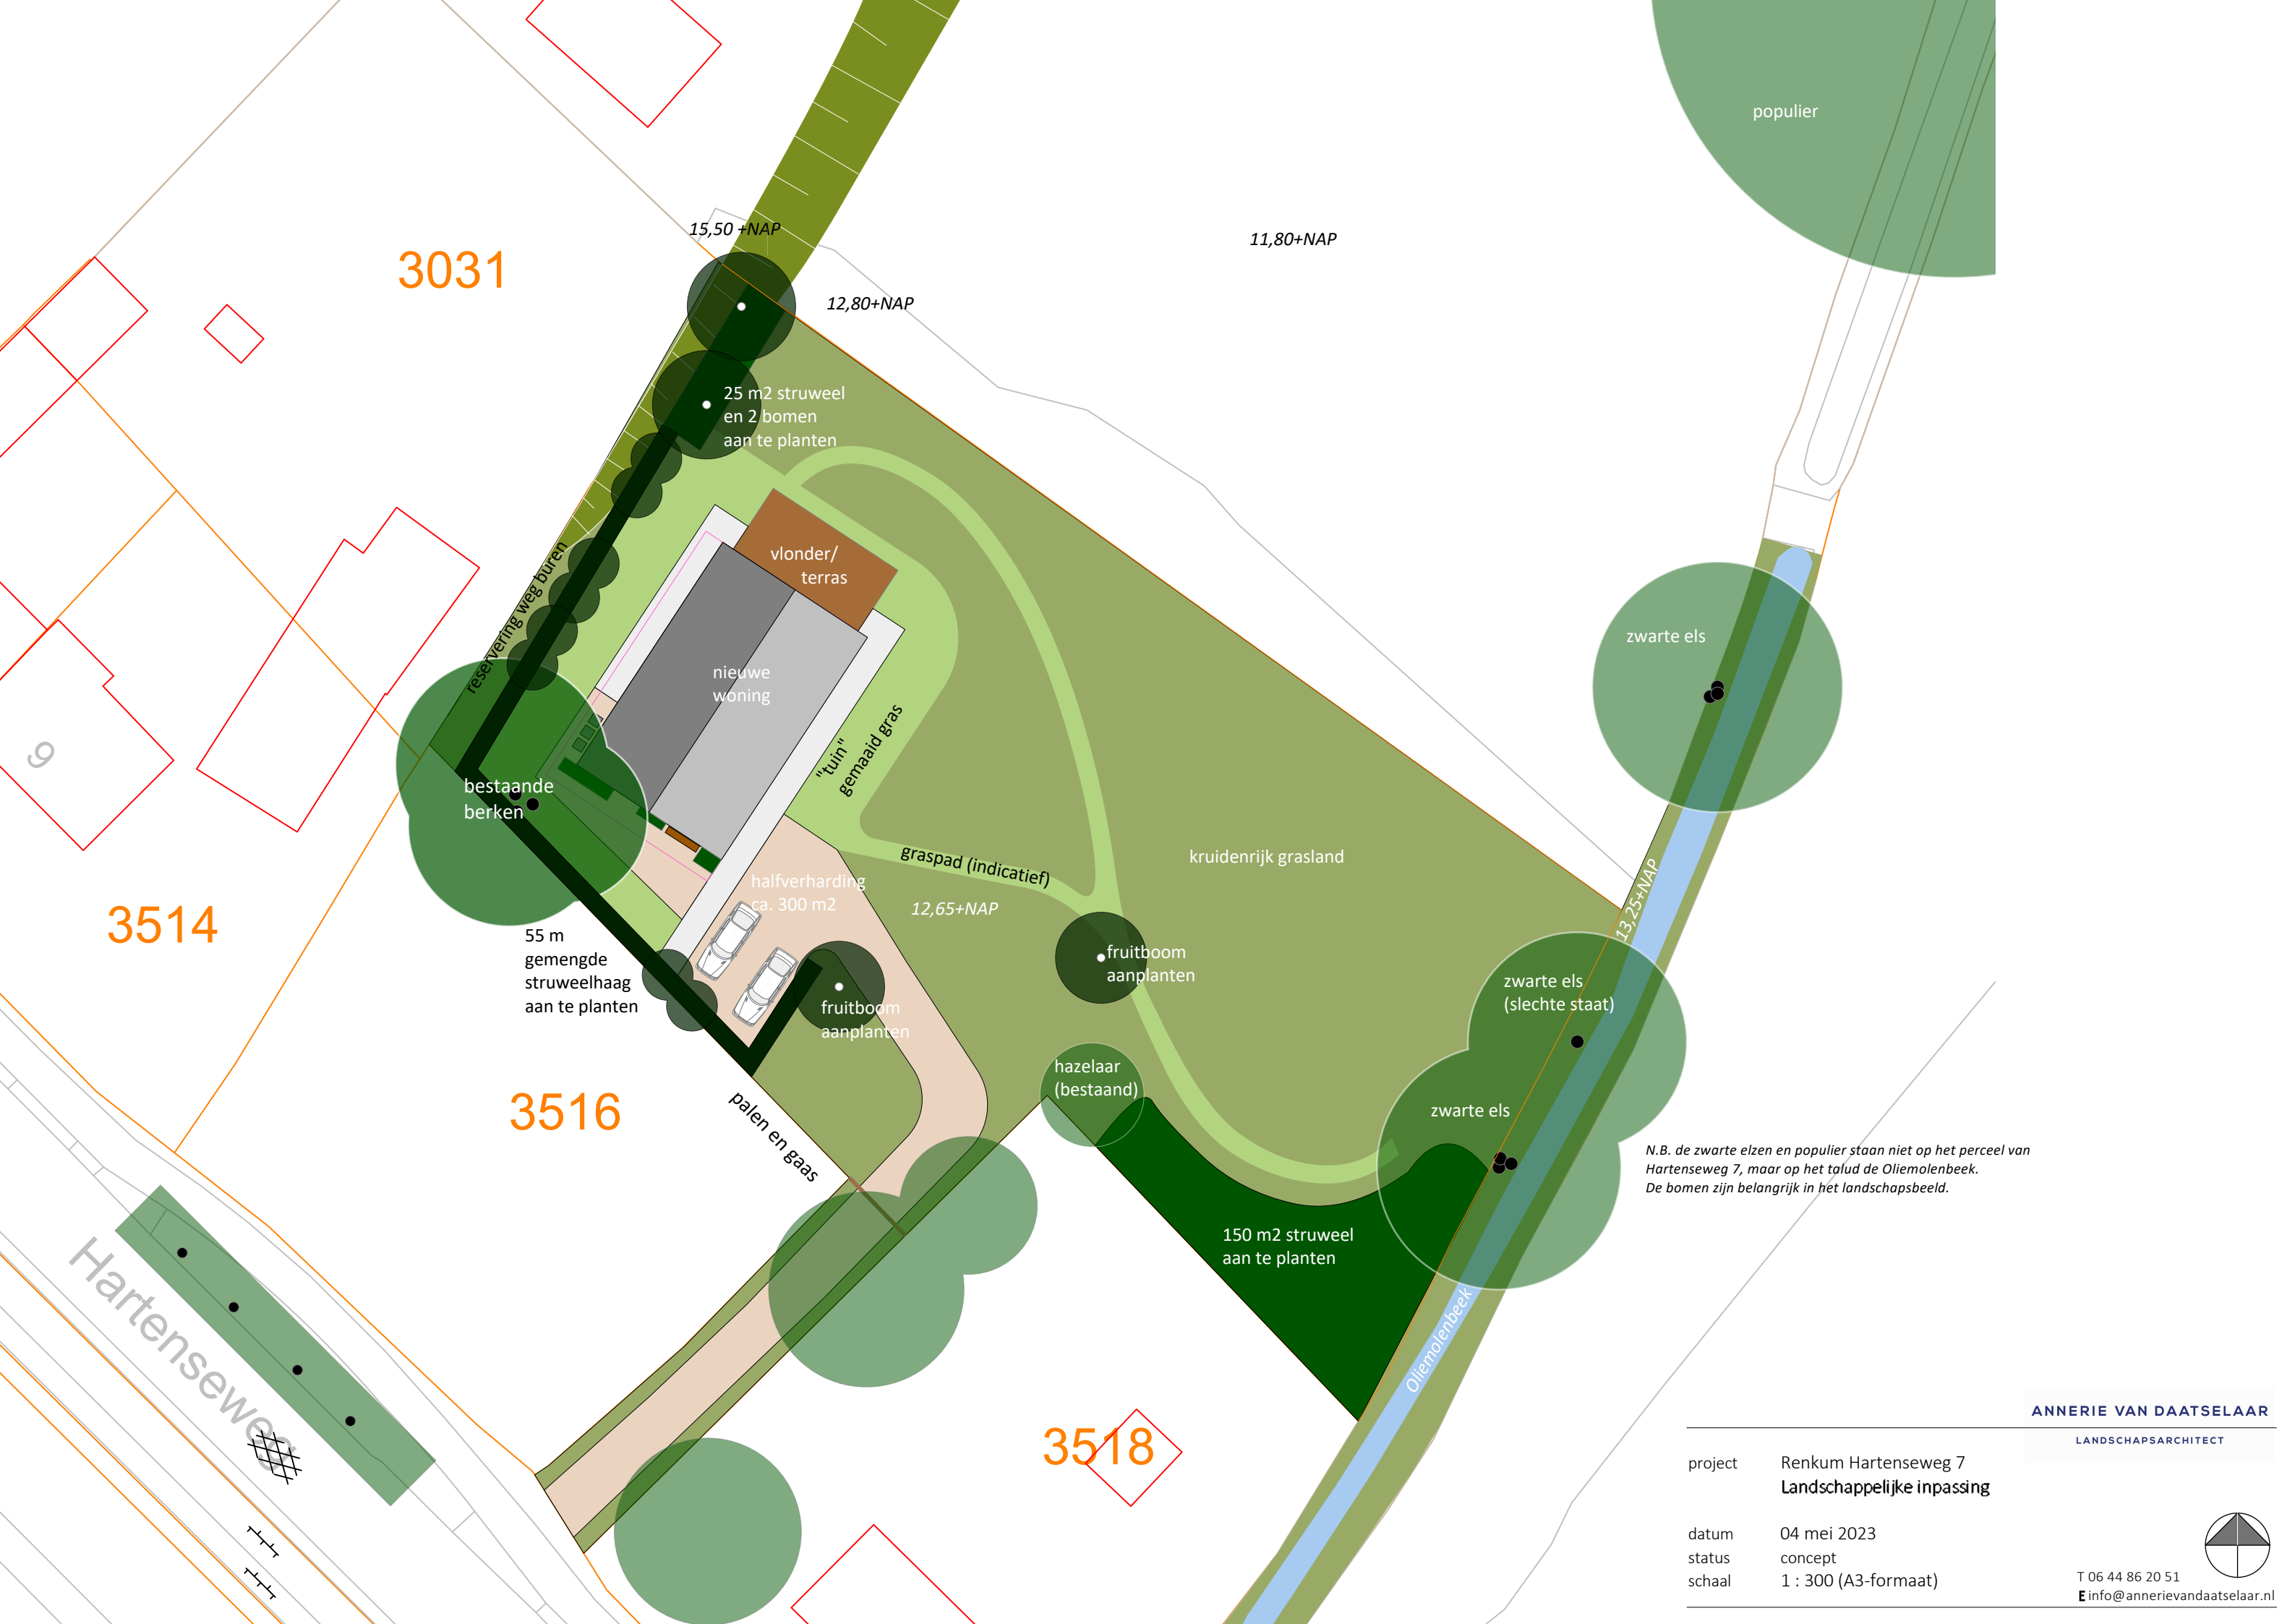 populier
15,50 +NAP
11,80+NAP
3031
12,80+NAP
25 m2 struweel
en 2 bomen
aan te planten
vlonder/
terras
reservering weg buren
zwarte els
nieuwe
woning
"tuin"
gemaaid gras
9
bestaande
berken
graspad (indicatief)
kruidenrijk grasland
halfverharding
ca. 300 m2
12,65+NAP
13,25+NAP
3514
55 m
gemengde
struweelhaag
aan te planten
fruitboom
aanplanten
fruitboom
aanplanten
zwarte els
(slechte staat)
hazelaar
(bestaand)
3516
palen en gaas
zwarte els
N.B. de zwarte elzen en populier staan niet op het perceel van
Hartenseweg 7, maar op het talud de Oliemolenbeek.
De bomen zijn belangrijk in het landschapsbeeld.
150 m2 struweel
aan te planten
Hartenseweg
Oliemolenbeek
3518
ANNERIE VAN DAATSELAAR
LANDSCHAPSARCHITECT
project Renkum Hartenseweg 7
Landschappelijke inpassing
datum 04 mei 2023
status concept
schaal 1 : 300 (A3-formaat)
T 06 44 86 20 51
E info@annerievandaatselaar.nl